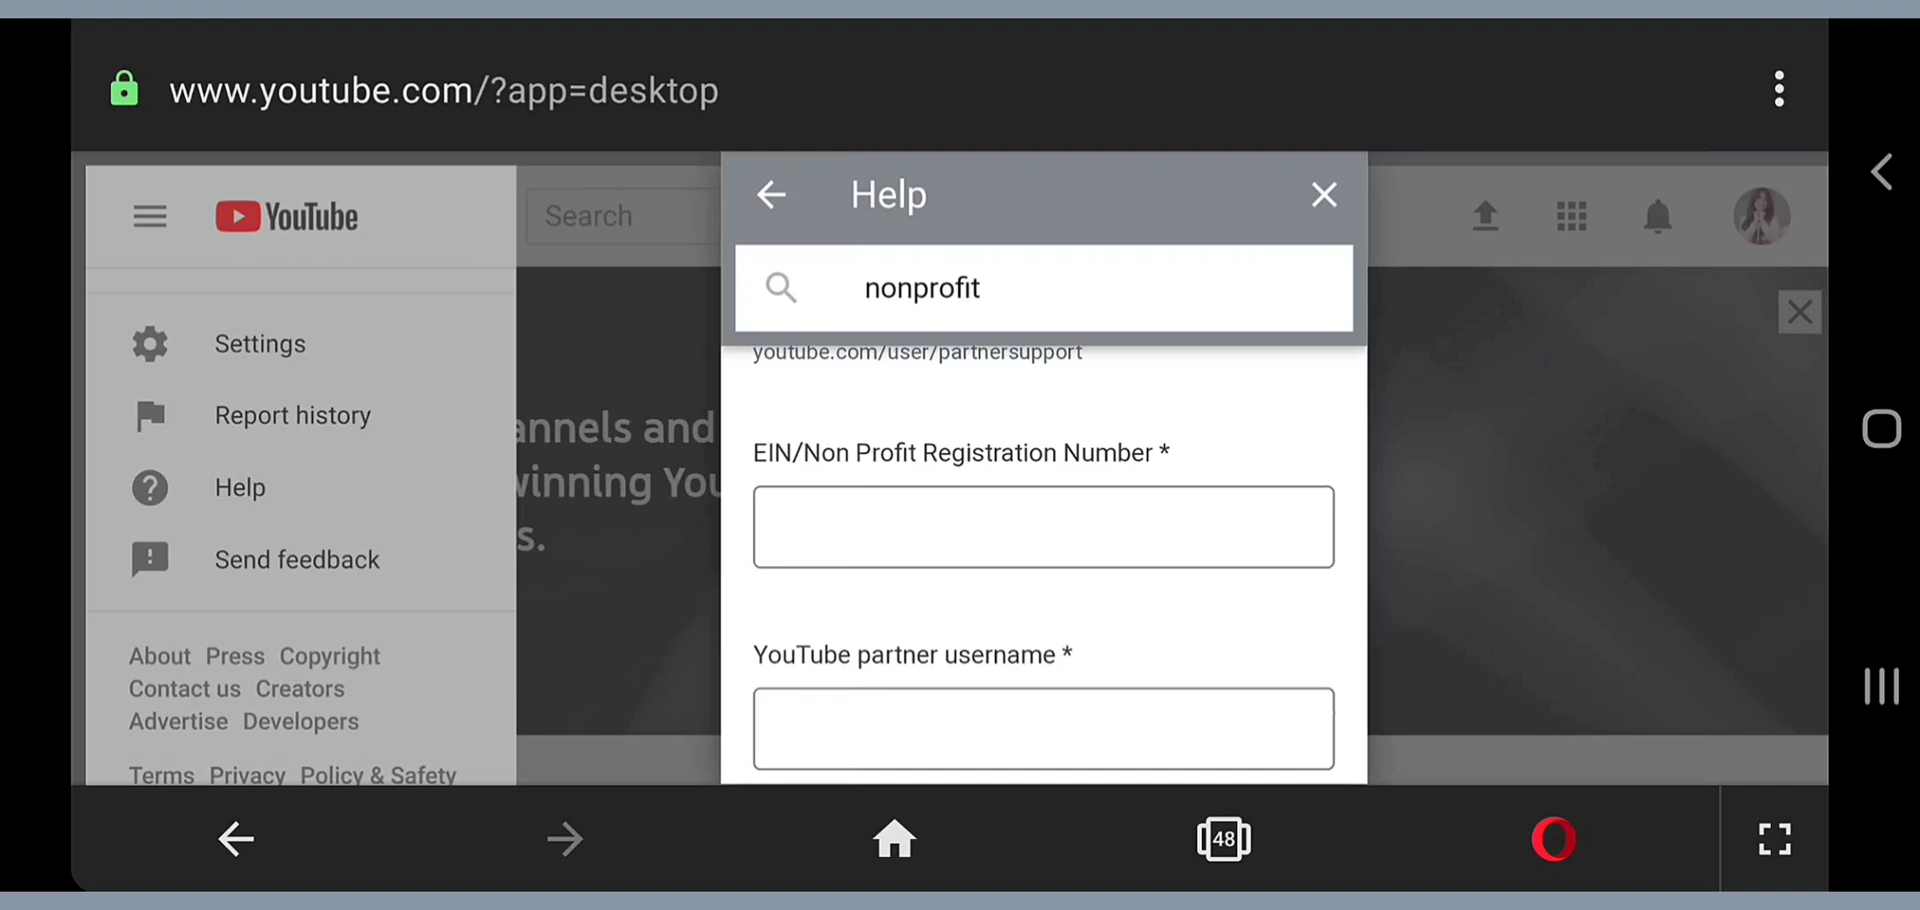 www.youtube.com/?app=desktop
YouTube
Search
Settings
Report history
Help
Send feedback
About Press Copyright
Contact us Creators
Advertise Developers
Terms Privacy Policy & Safety
annels and
winning You
s.
Help
nonprofit
youtube.com/user/partnersupport
EIN/Non Profit Registration Number *
YouTube partner username *
48